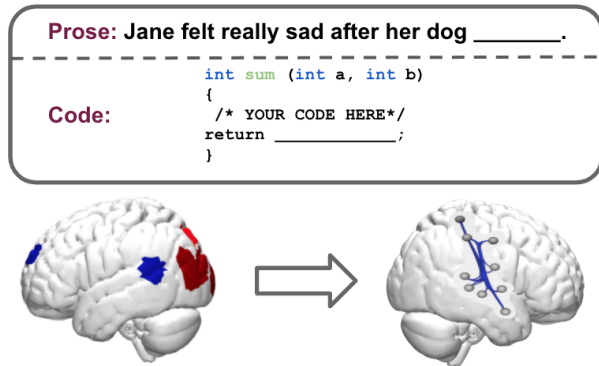 Prose: Jane felt really sad after her dog _______.
Code:
int sum (int a, int b)
{
/* YOUR CODE HERE*/
return ____________;
}